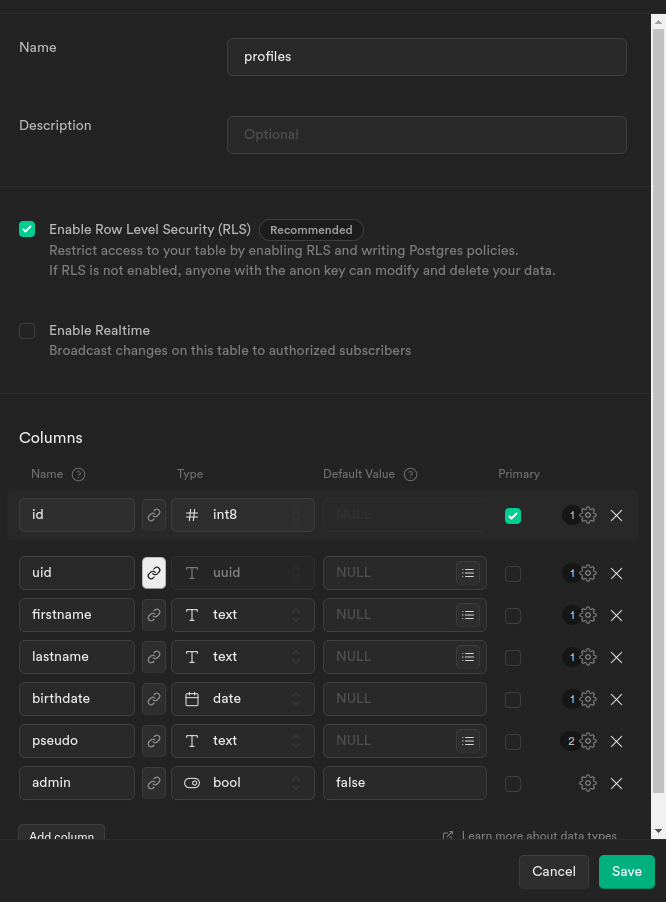 Name
profiles
Description
Optional
Enable Row Level Security (RLS) Recommended
Restrict access to your table by enabling RLS and writing Postgres policies.
If RLS is not enabled, anyone with the anon key can modify and delete your data.
Enable Realtime
Broadcast changes on this table to authorized subscribers
Columns
Name ? Type Default Value ? Primary
id # int8 NULL 1
uid T uuid NULL 1
firstname T text NULL 1
lastname T text NULL 1
birthdate date NULL 1
pseudo T text NULL 2
admin bool false
Add column Learn more about data types
Cancel Save